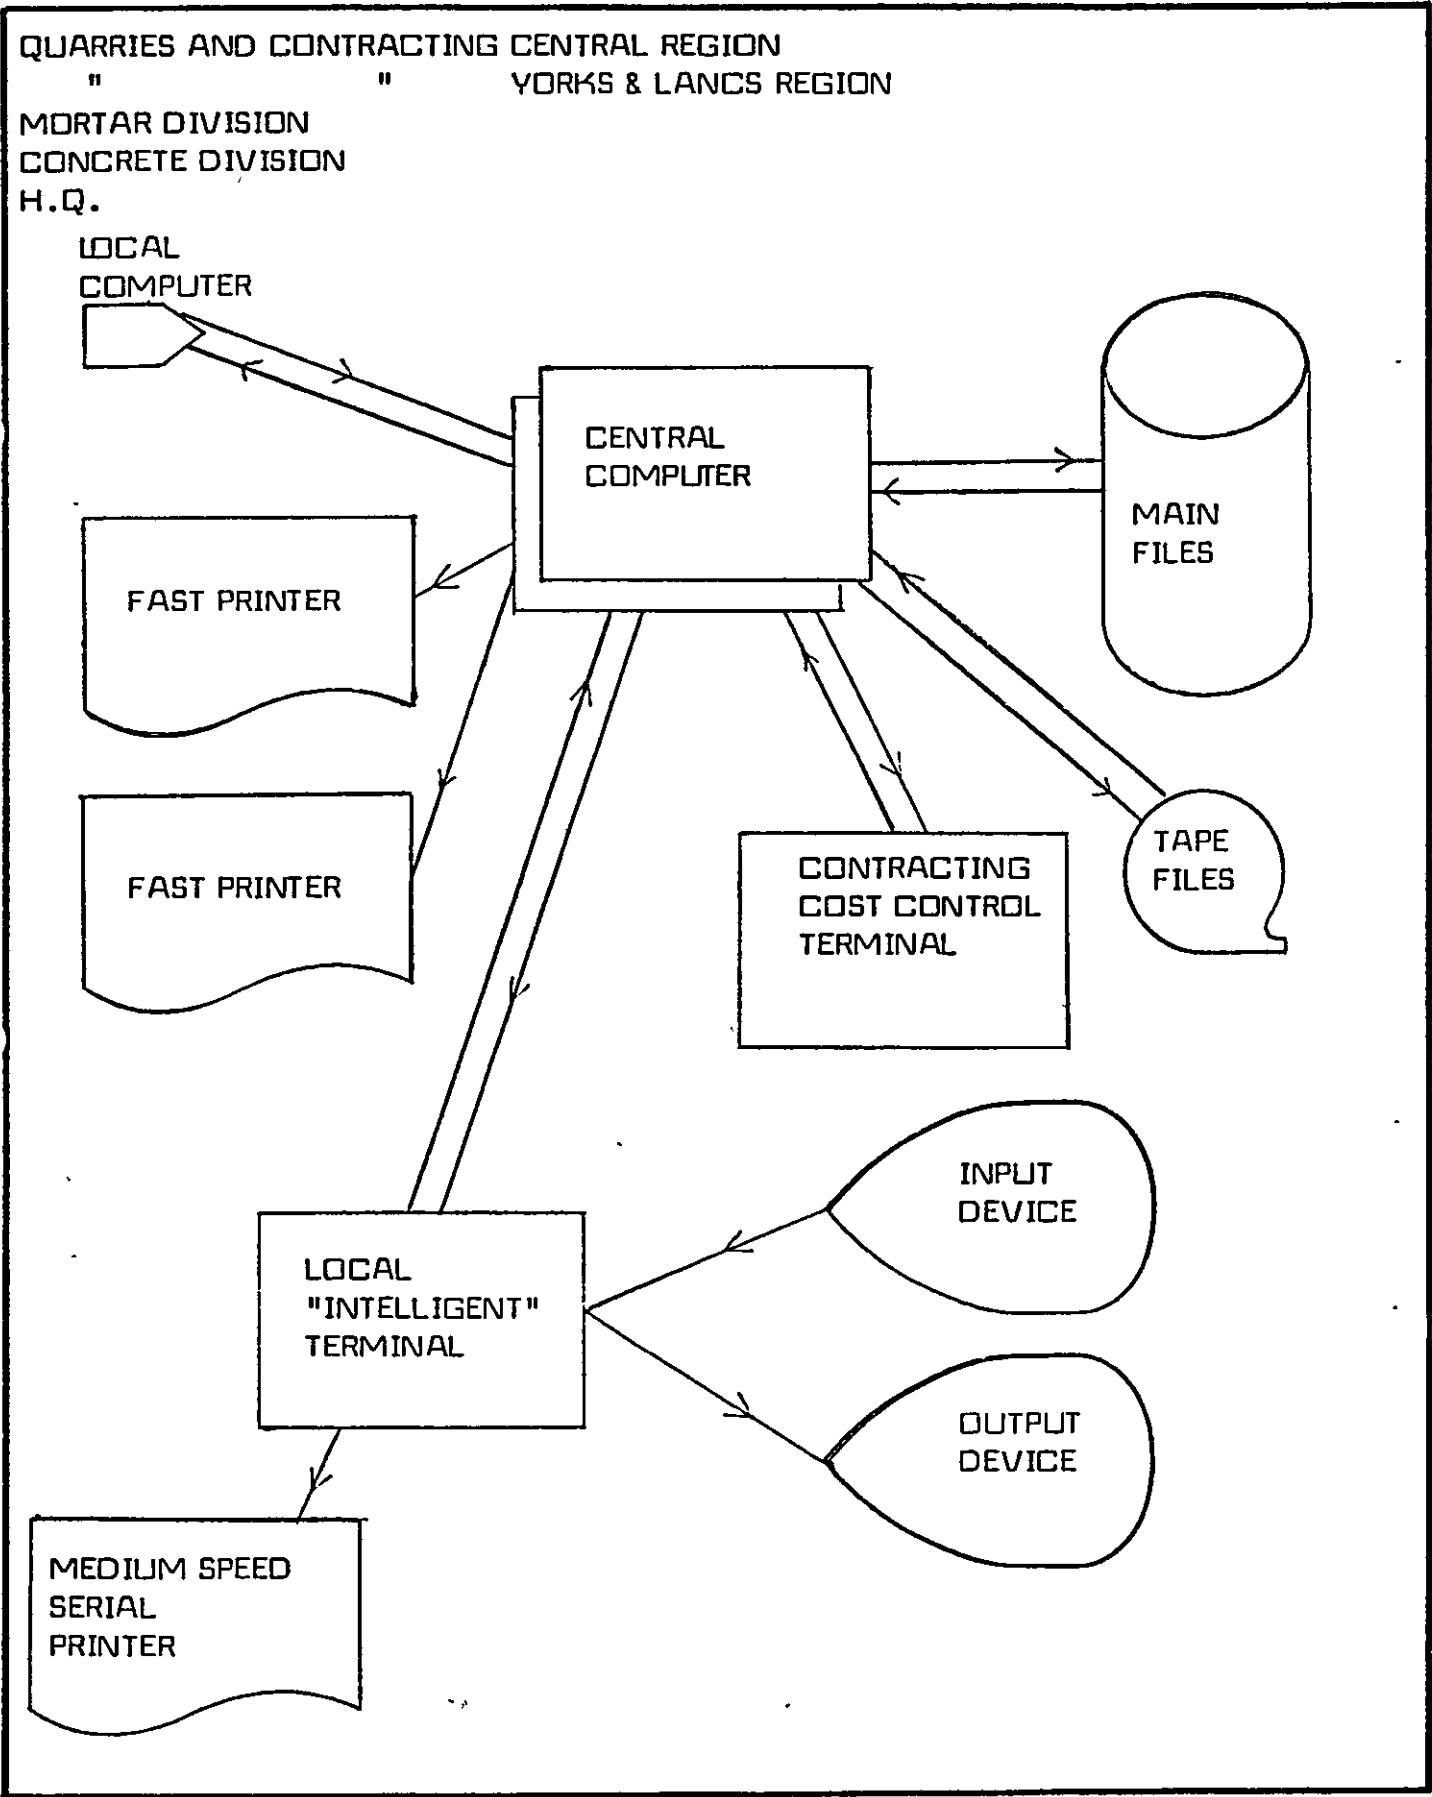 QUARRIES AND CONTRACTING CENTRAL REGION
" " YORKS & LANCS REGION
MORTAR DIVISION
CONCRETE DIVISION
H.Q.
LOCAL
COMPUTER
CENTRAL
COMPUTER
MAIN
FILES
FAST PRINTER
TAPE
FILES
CONTRACTING
COST CONTROL
TERMINAL
FAST PRINTER
INPUT
DEVICE
LOCAL
"INTELLIGENT"
TERMINAL
OUTPUT
DEVICE
MEDIUM SPEED
SERIAL
PRINTER